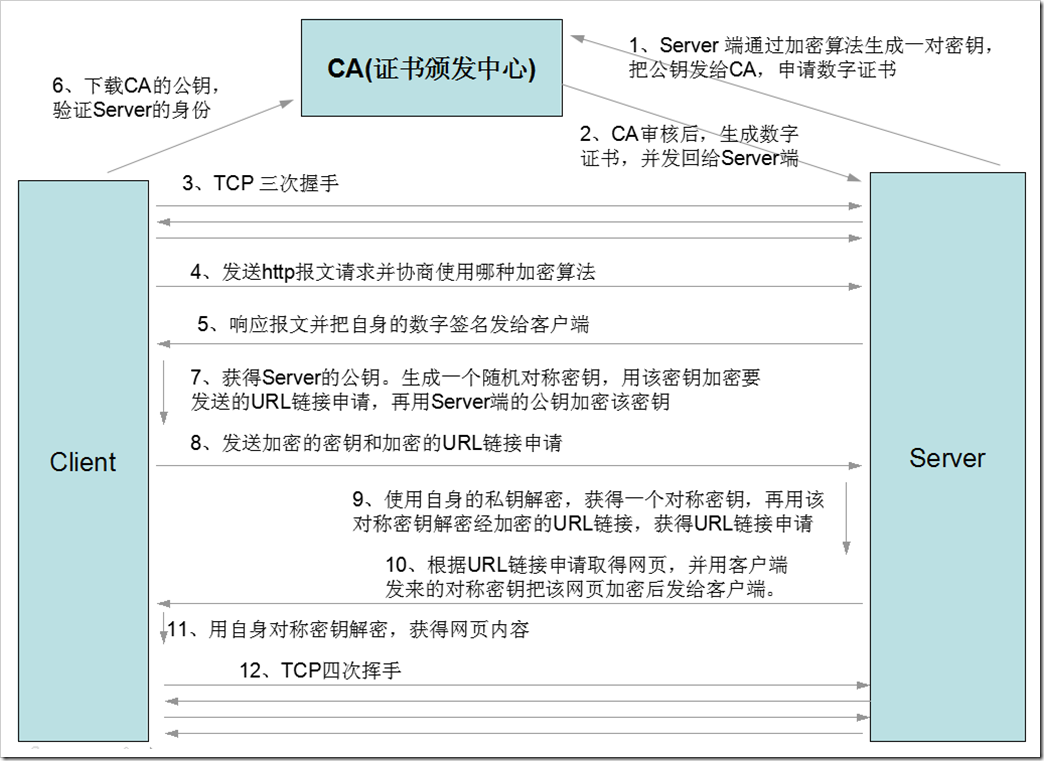 CA(证书颁发中心)
1、Server 端通过加密算法生成一对密钥，
把公钥发给CA，申请数字证书
6、下载CA的公钥，
验证Server的身份
2、CA审核后，生成数字
证书，并发回给Server端
3、TCP 三次握手
4、发送http报文请求并协商使用哪种加密算法
5、响应报文并把自身的数字签名发给客户端
7、获得Server的公钥。生成一个随机对称密钥，用该密钥加密要
发送的URL链接申请，再用Server端的公钥加密该密钥
8、发送加密的密钥和加密的URL链接申请
Client
Server
9、使用自身的私钥解密，获得一个对称密钥，再用该
对称密钥解密经加密的URL链接，获得URL链接申请
10、根据URL链接申请取得网页，并用客户端
发来的对称密钥把该网页加密后发给客户端。
11、用自身对称密钥解密，获得网页内容
12、TCP四次挥手